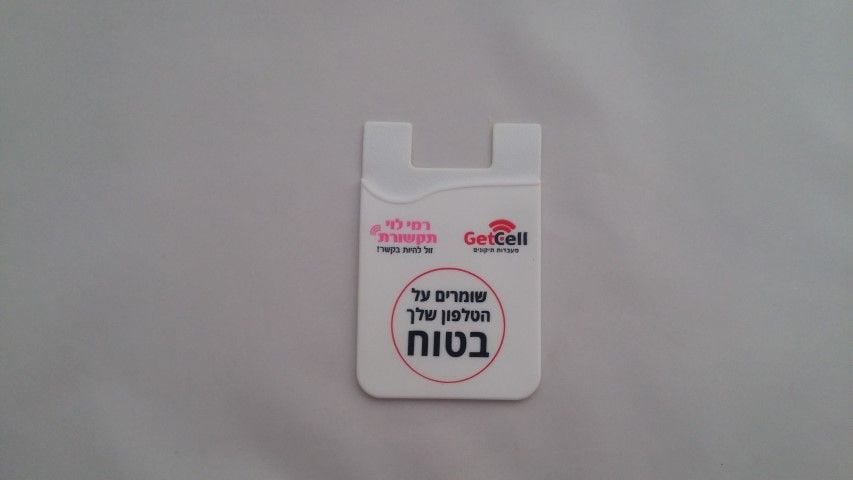 רמי לוי
תקשורת
זול להיות בקשר!
GetCell
מעבדות תיקונים
שומרים על
הטלפון שלך
בטוח